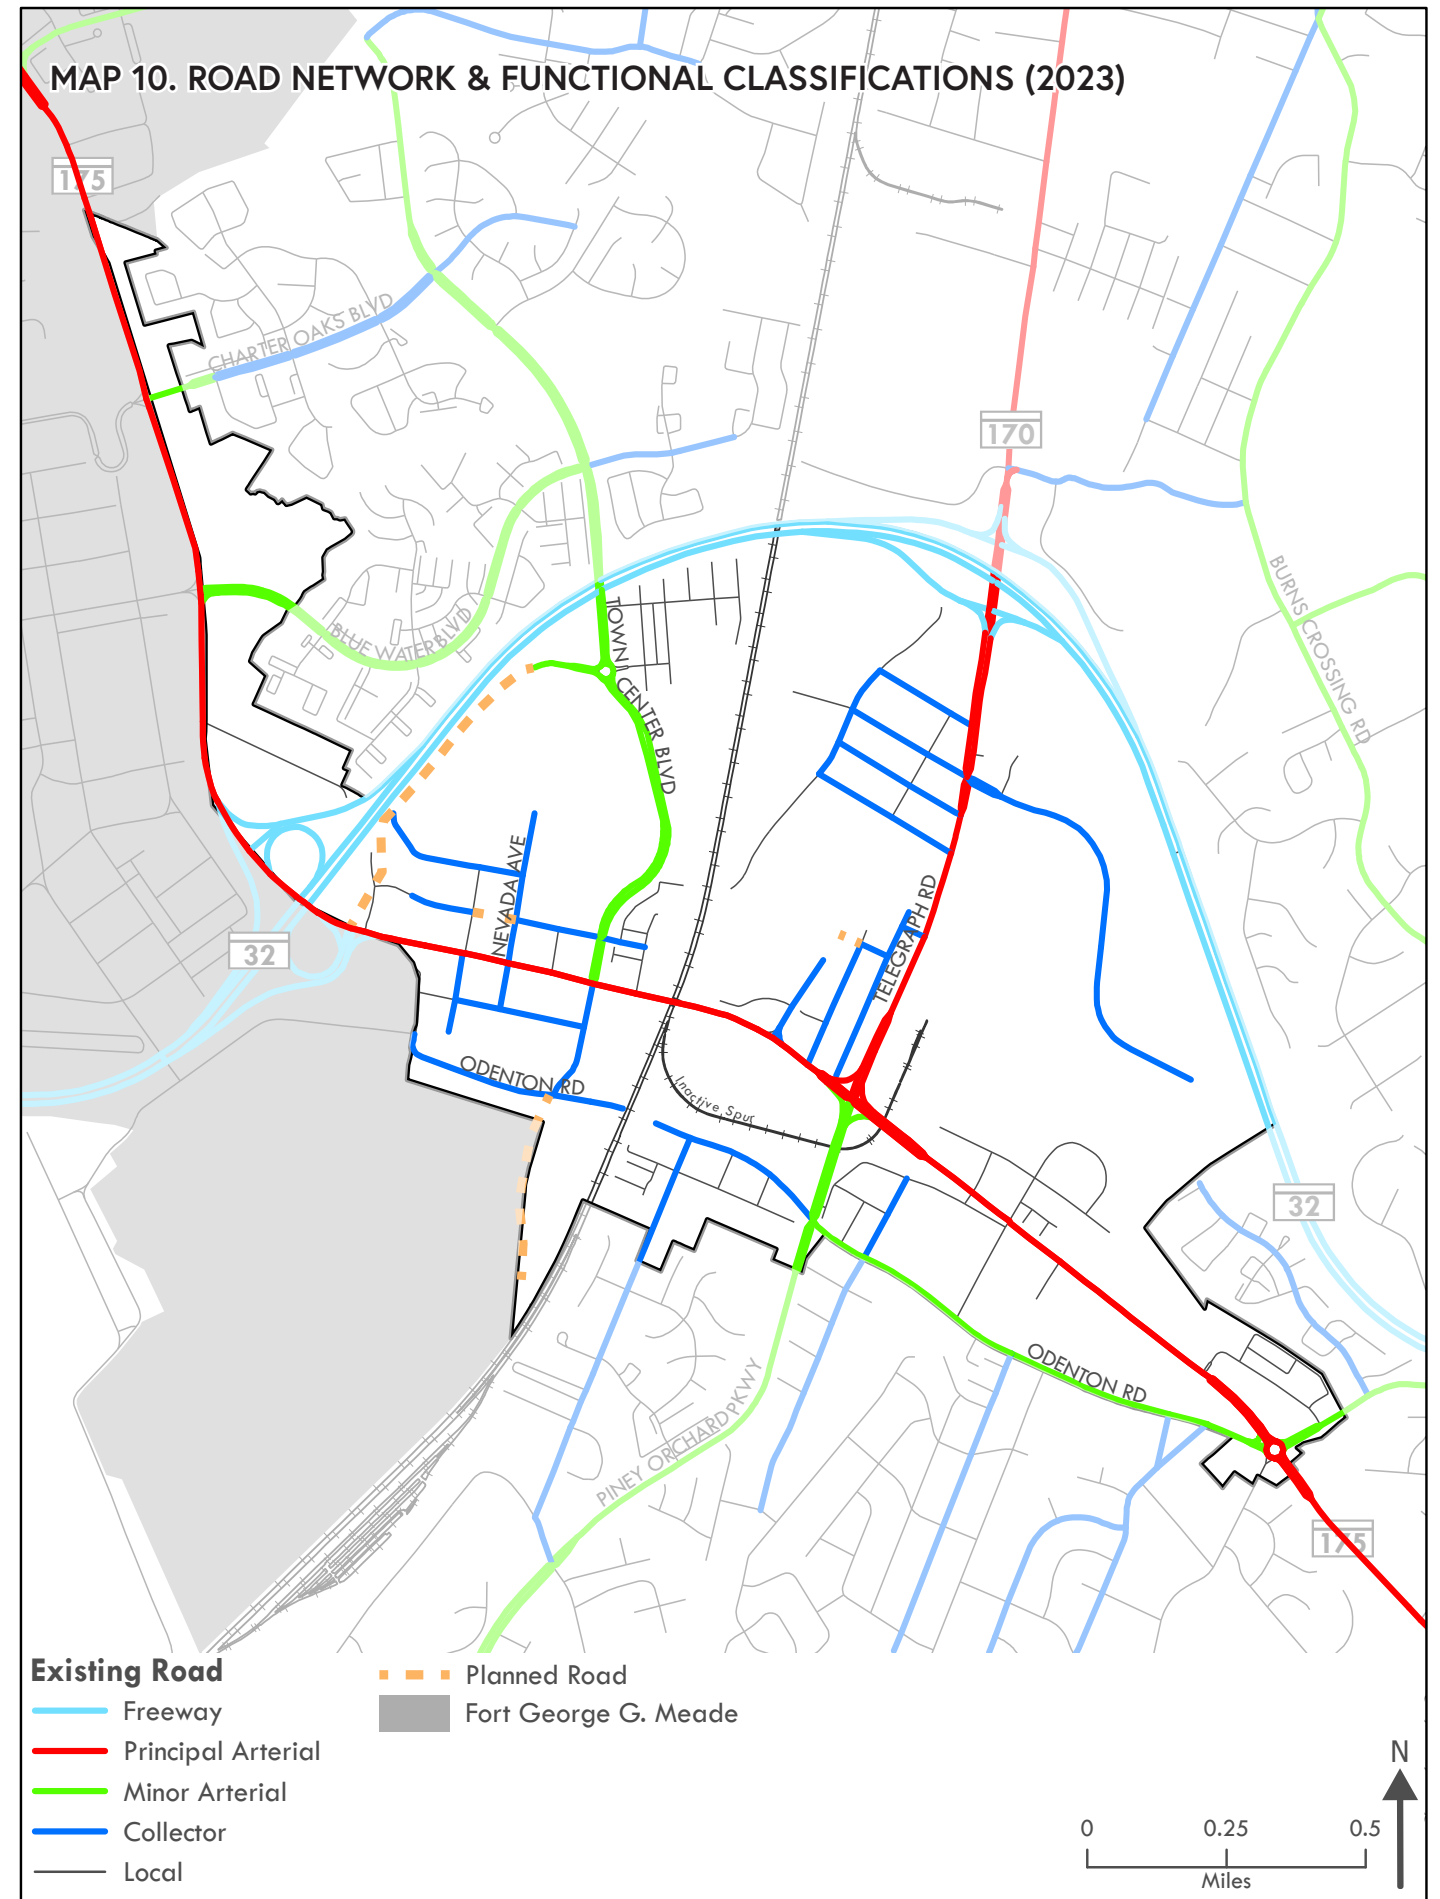 MAP 10. ROAD NETWORK & FUNCTIONAL CLASSIFICATIONS (2023)
175
CHARTER OAKS BLVD
170
BURNS CROSSING RD
BLUE WATER BLVD
TOWN CENTER BLVD
NEVADA AVE
TELEGRAPH RD
32
ODENTON RD
Inactive Spur
32
ODENTON RD
PINEY ORCHARD PKWY
175
Existing Road
Freeway
Principal Arterial
Minor Arterial
Collector
Local
Planned Road
Fort George G. Meade
N
0 0.25 0.5
Miles